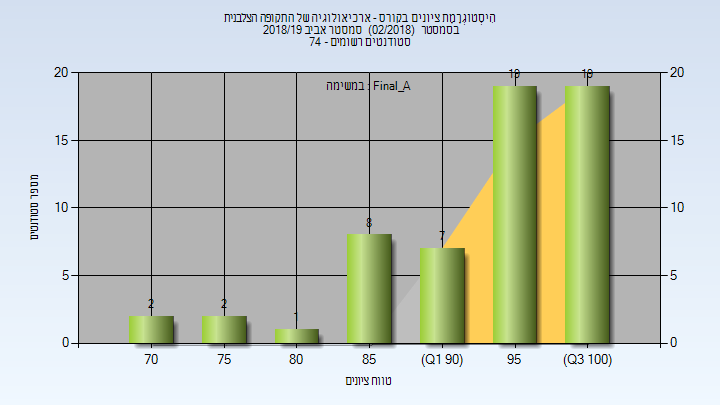 הִיסְטוֹגְרָמַת ציונים בקורס - ארכיאולוגיה של התקופה הצלבנית
בסמסטר (02/2018) סמסטר אביב 2018/19
סטודנטים רשומים - 74
במשימה : Final_A
20 20
15 15
10 10
5 5
0 0
מספר סטודנטים
2 2 1 8 7 19 19
70 75 80 85 (Q1 90) 95 (Q3 100)
טווח ציונים